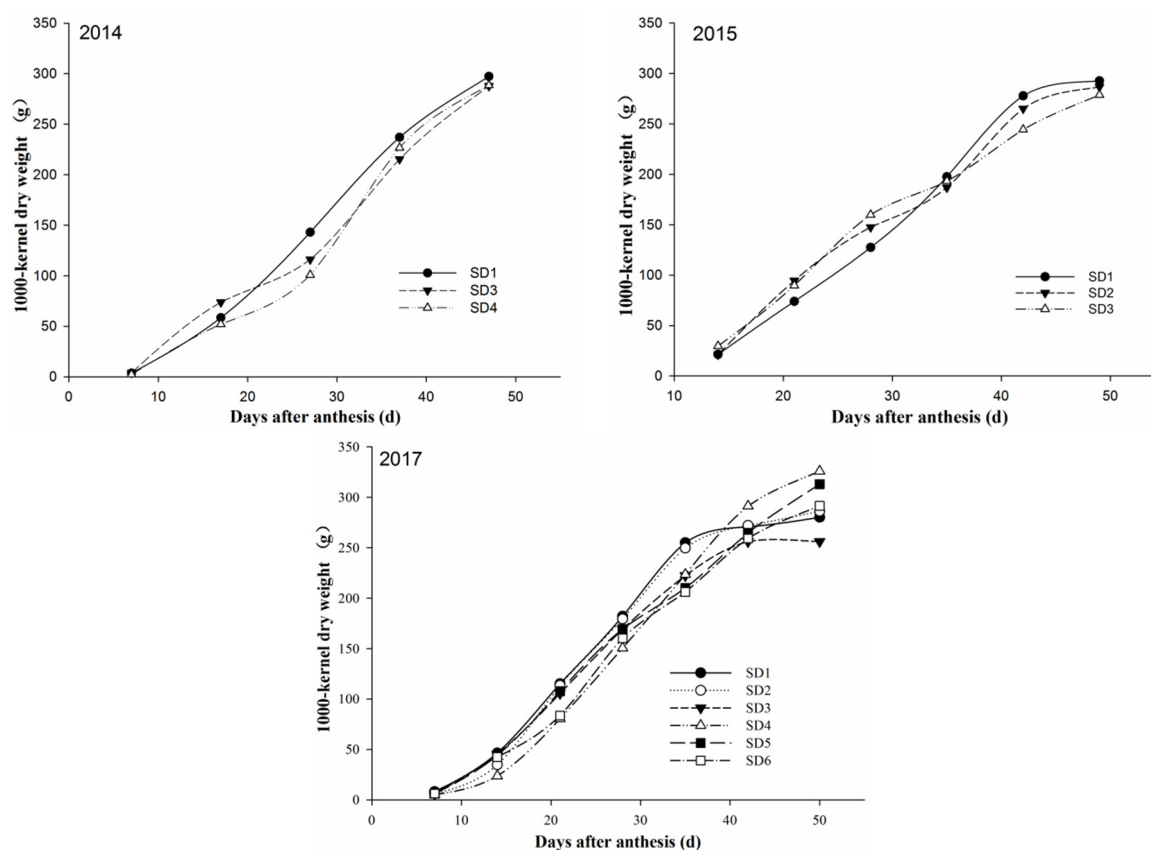 2014
350
300
250
200
150
100
50
0
1000-kernel dry weight （g）
SD1
SD3
SD4
0 10 20 30 40 50
Days after anthesis (d)
2015
350
300
250
200
150
100
50
0
1000-kernel dry weight （g）
SD1
SD2
SD3
10 20 30 40 50
Days after anthesis (d)
2017
350
300
250
200
150
100
50
0
1000-kernel dry weight （g）
SD1
SD2
SD3
SD4
SD5
SD6
0 10 20 30 40 50
Days after anthesis (d)